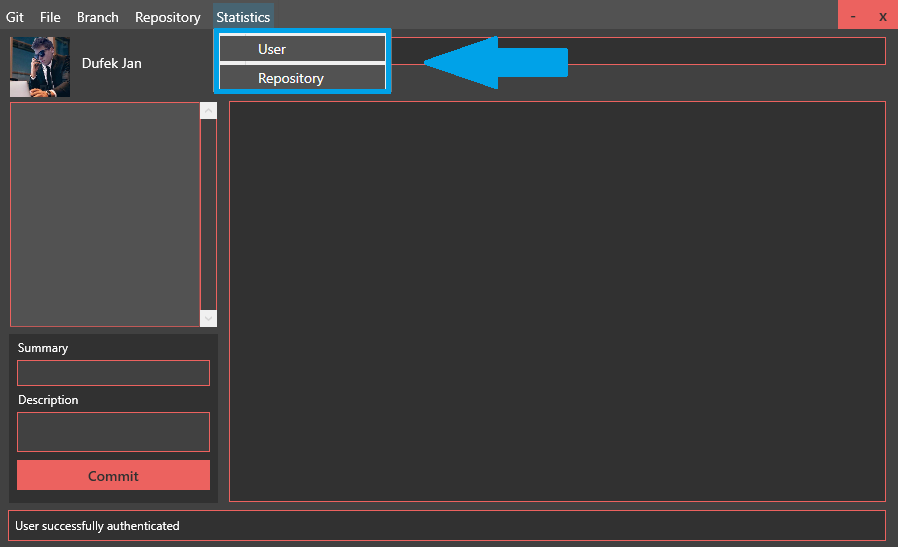 Git File Branch Repository Statistics - x
Dufek Jan
User
Repository
Summary
Description
Commit
User successfully authenticated